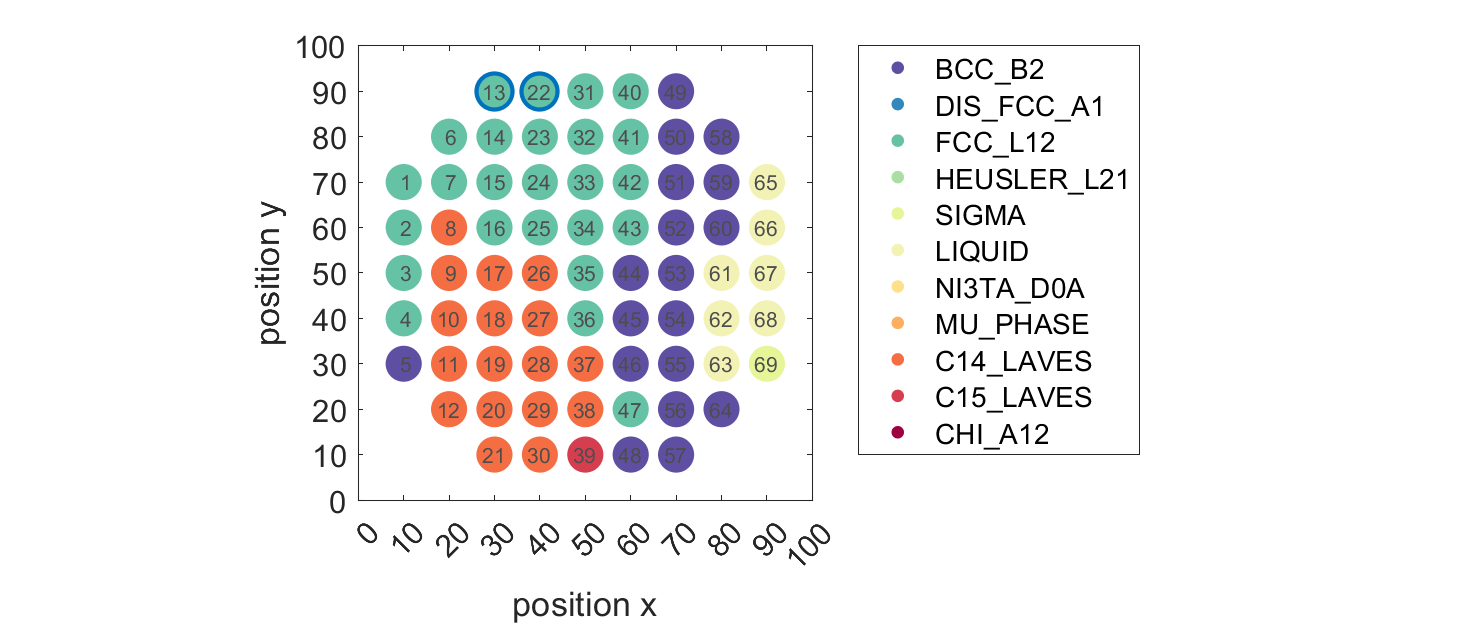 100
90
80
70
60
50
40
30
20
10
0
position y
13 22 31 40 49
6 14 23 32 41 50 58
1 7 15 24 33 42 51 59 65
2 8 16 25 34 43 52 60 66
3 9 17 26 35 44 53 61 67
4 10 18 27 36 45 54 62 68
5 11 19 28 37 46 55 63 69
12 20 29 38 47 56 64
21 30 39 48 57
0 10 20 30 40 50 60 70 80 90 100
position x
BCC_B2
DIS_FCC_A1
FCC_L12
HEUSLER_L21
SIGMA
LIQUID
NI3TA_D0A
MU_PHASE
C14_LAVES
C15_LAVES
CHI_A12